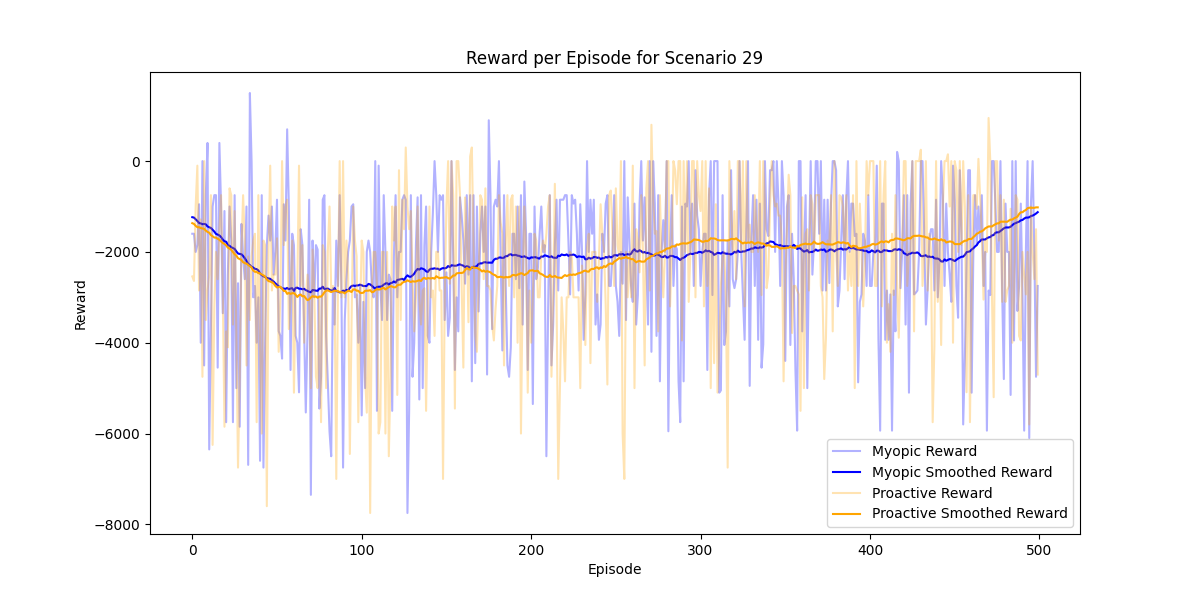 Reward per Episode for Scenario 29
Reward
0
−2000
−4000
−6000
−8000
0
100
200
300
400
500
Episode
Myopic Reward
Myopic Smoothed Reward
Proactive Reward
Proactive Smoothed Reward